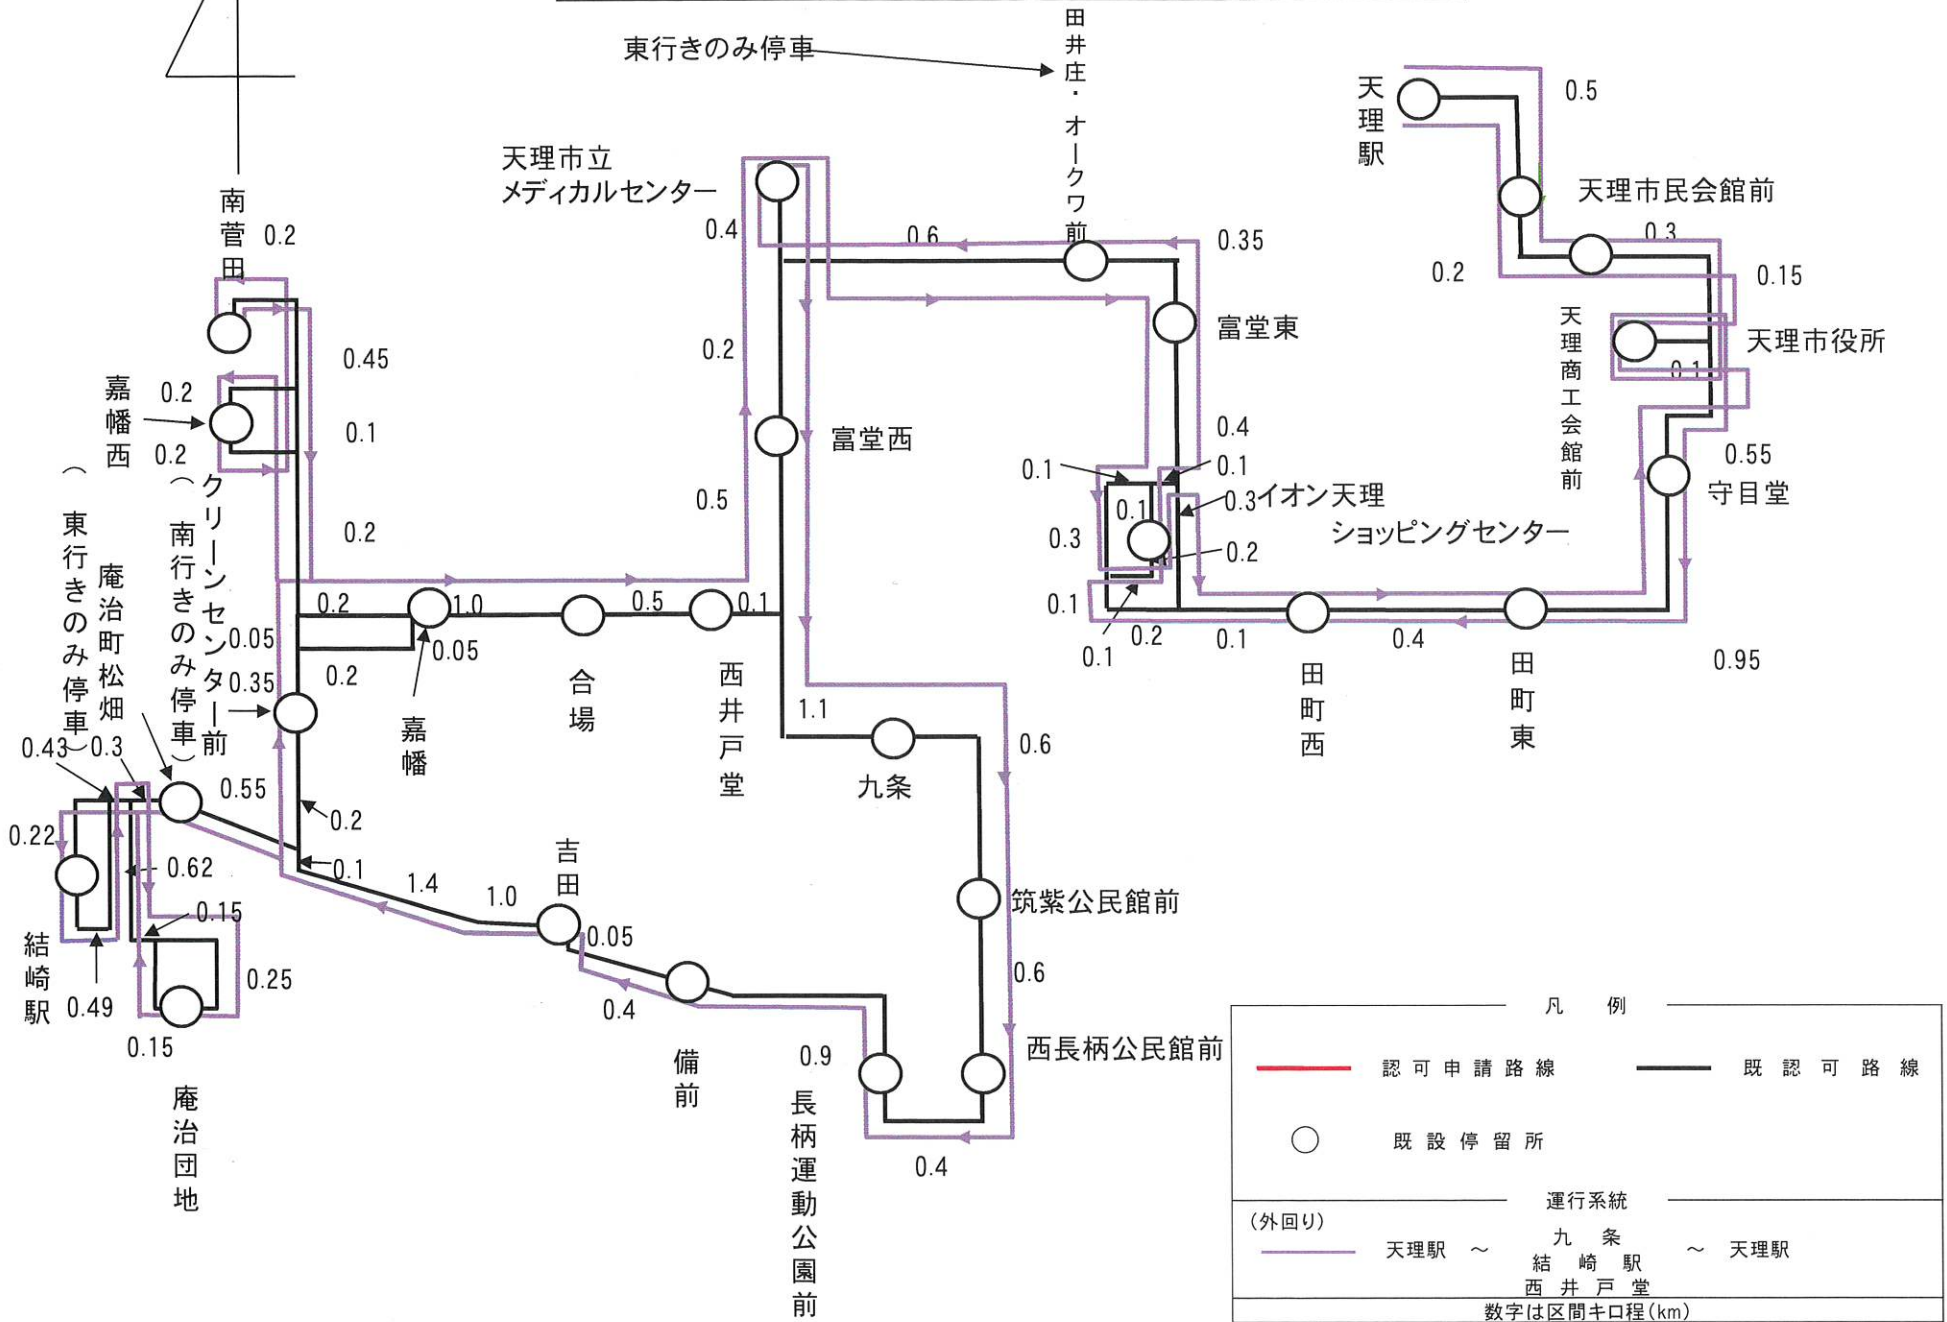 東行きのみ停車
田井庄・オークワ前
天理駅
0.5
天理市民会館前
0.3
0.2
0.15
天理商工会館前
天理市役所
0.1
0.55
守目堂
天理市立
メディカルセンター
0.4
0.6
0.35
富堂東
0.2
富堂西
0.5
0.4
0.1
0.1
0.1
0.3
イオン天理
ショッピングセンター
0.3
0.2
0.1
0.1
0.2
0.1
0.4
0.95
田町西
田町東
南菅田
0.2
0.45
嘉幡西
0.2
0.2
0.1
0.2
クリーンセンター前
(南行きのみ停車)
庵治町松畑
(東行きのみ停車)
0.05
0.35
0.2
0.2
1.0
0.05
0.5
0.1
嘉幡
合場
西井戸堂
0.43
0.3
0.55
0.22
0.62
0.15
0.49
0.25
0.15
結崎駅
庵治団地
0.2
0.1
1.4
1.0
吉田
0.05
0.4
備前
0.9
長柄運動公園前
0.4
西長柄公民館前
0.6
筑紫公民館前
0.6
1.1
九条
凡例
認可申請路線
既認可路線
既設停留所
運行系統
(外回り)
天理駅 ~ 九条 ~ 天理駅
結崎駅
西井戸堂
数字は区間キロ程(km)